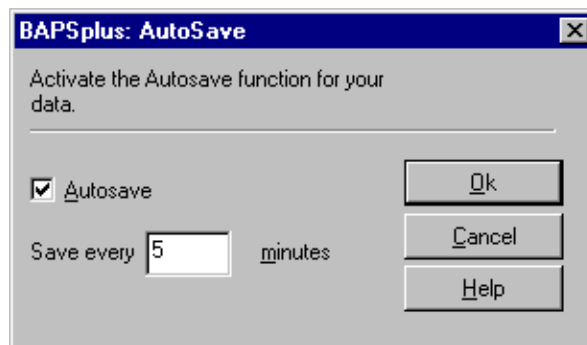 BAPSplus: AutoSave
Activate the Autosave function for your
data.
Autosave
Save every 5 minutes
Ok
Cancel
Help